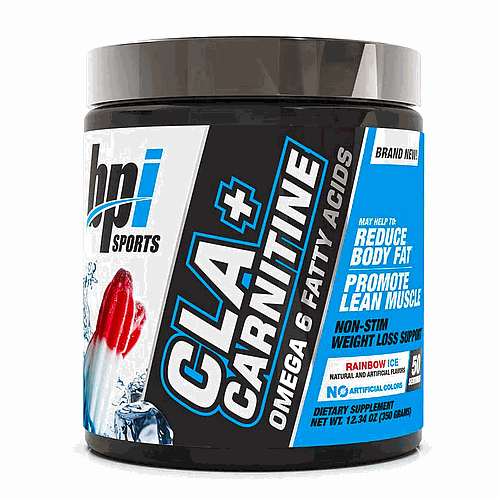 bpi
SPORTS
CLA+
CARNITINE
OMEGA 6 FATTY ACIDS
BRAND NEW!
MAY HELP TO:
REDUCE
BODY FAT
PROMOTE
LEAN MUSCLE
NON-STIM
WEIGHT LOSS SUPPORT
RAINBOW ICE
NATURAL AND ARTIFICIAL FLAVORS
50
NO ARTIFICIAL COLORS
DIETARY SUPPLEMENT
NET WT. 12.34 OZ (350 GRAMS)